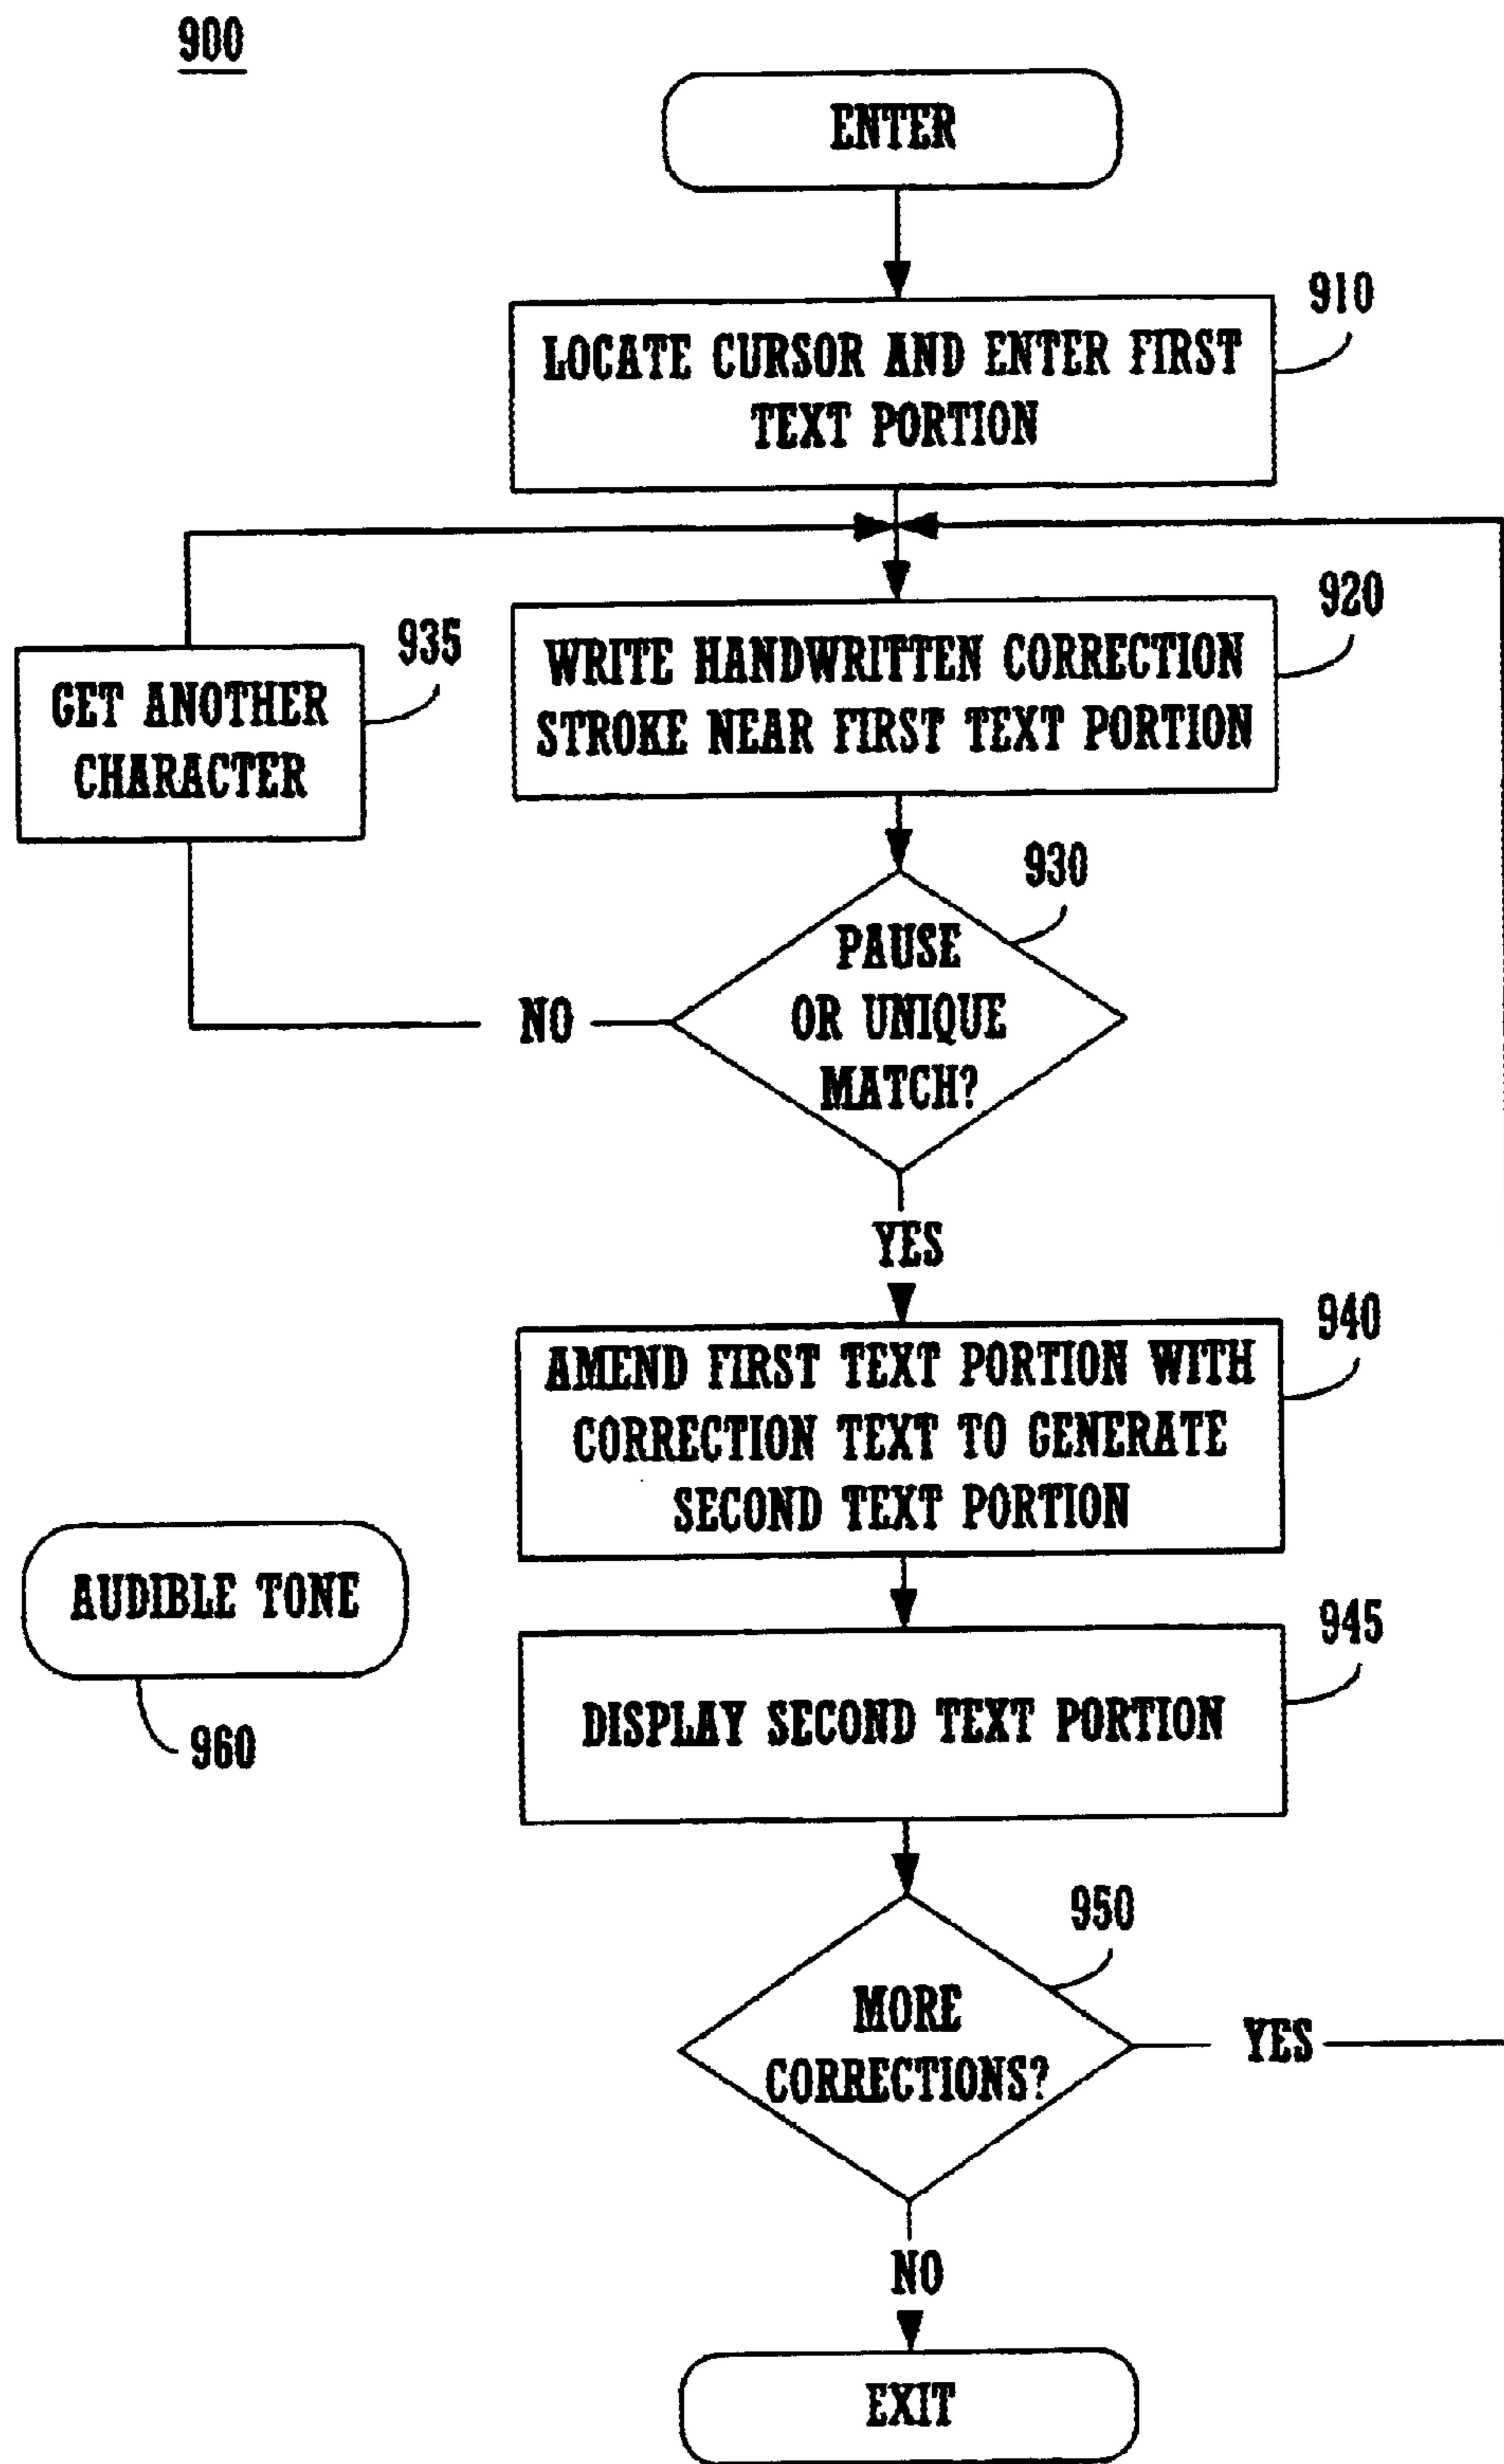 900
ENTER
910
LOCATE CURSOR AND ENTER FIRST
TEXT PORTION
920
WRITE HANDWRITTEN CORRECTION
STROKE NEAR FIRST TEXT PORTION
935
GET ANOTHER
CHARACTER
930
PAUSE
OR UNIQUE
MATCH?
NO
YES
940
AMEND FIRST TEXT PORTION WITH
CORRECTION TEXT TO GENERATE
SECOND TEXT PORTION
AUDIBLE TONE
960
945
DISPLAY SECOND TEXT PORTION
950
MORE
CORRECTIONS?
YES
NO
EXIT